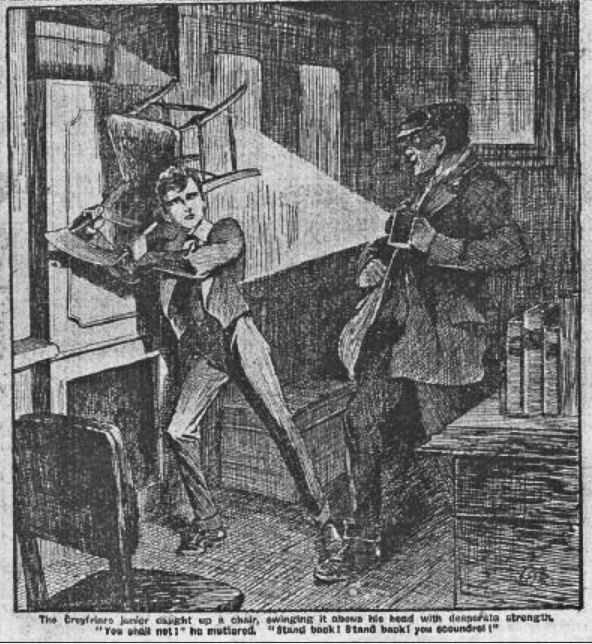 The Greyfriars junior caught up a chair, swinging it above his head with desperate strength.
"You shall not!" he muttered. "Stand back! Stand back! you scoundrel!"